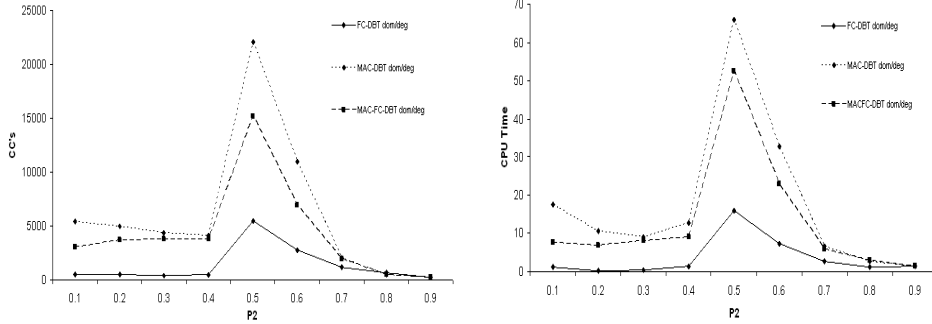 25000
20000
15000
10000
5000
0
CC's
0.1 0.2 0.3 0.4 0.5 0.6 0.7 0.8 0.9
P2
FC-DBT dom/deg
MAC-DBT dom/deg
MAC-FC-DBT dom/deg
70
60
50
40
30
20
10
0
CPU Time
0.1 0.2 0.3 0.4 0.5 0.6 0.7 0.8 0.9
P2
FC-DBT dom/deg
MAC-DBT dom/deg
MACFC-DBT dom/deg